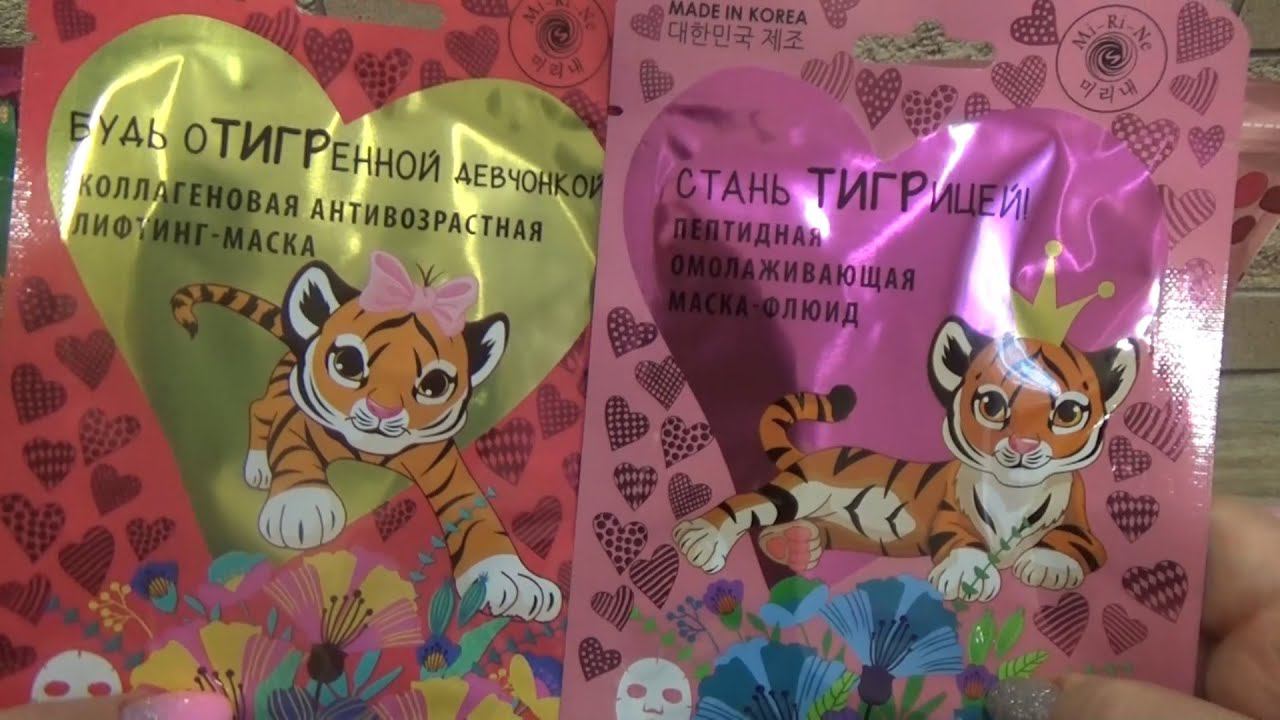 Mi-Ri-Ne
미리내
БУДЬ оТИГРенной девчонкой
КОЛЛАГЕНОВАЯ АНТИВОЗРАСТНАЯ
ЛИФТИНГ-МАСКА
MADE IN KOREA
대한민국 제조
Mi-Ri-Ne
미리내
СТАНЬ ТИГРицей!
ПЕПТИДНАЯ
ОМОЛАЖИВАЮЩАЯ
МАСКА-ФЛЮИД